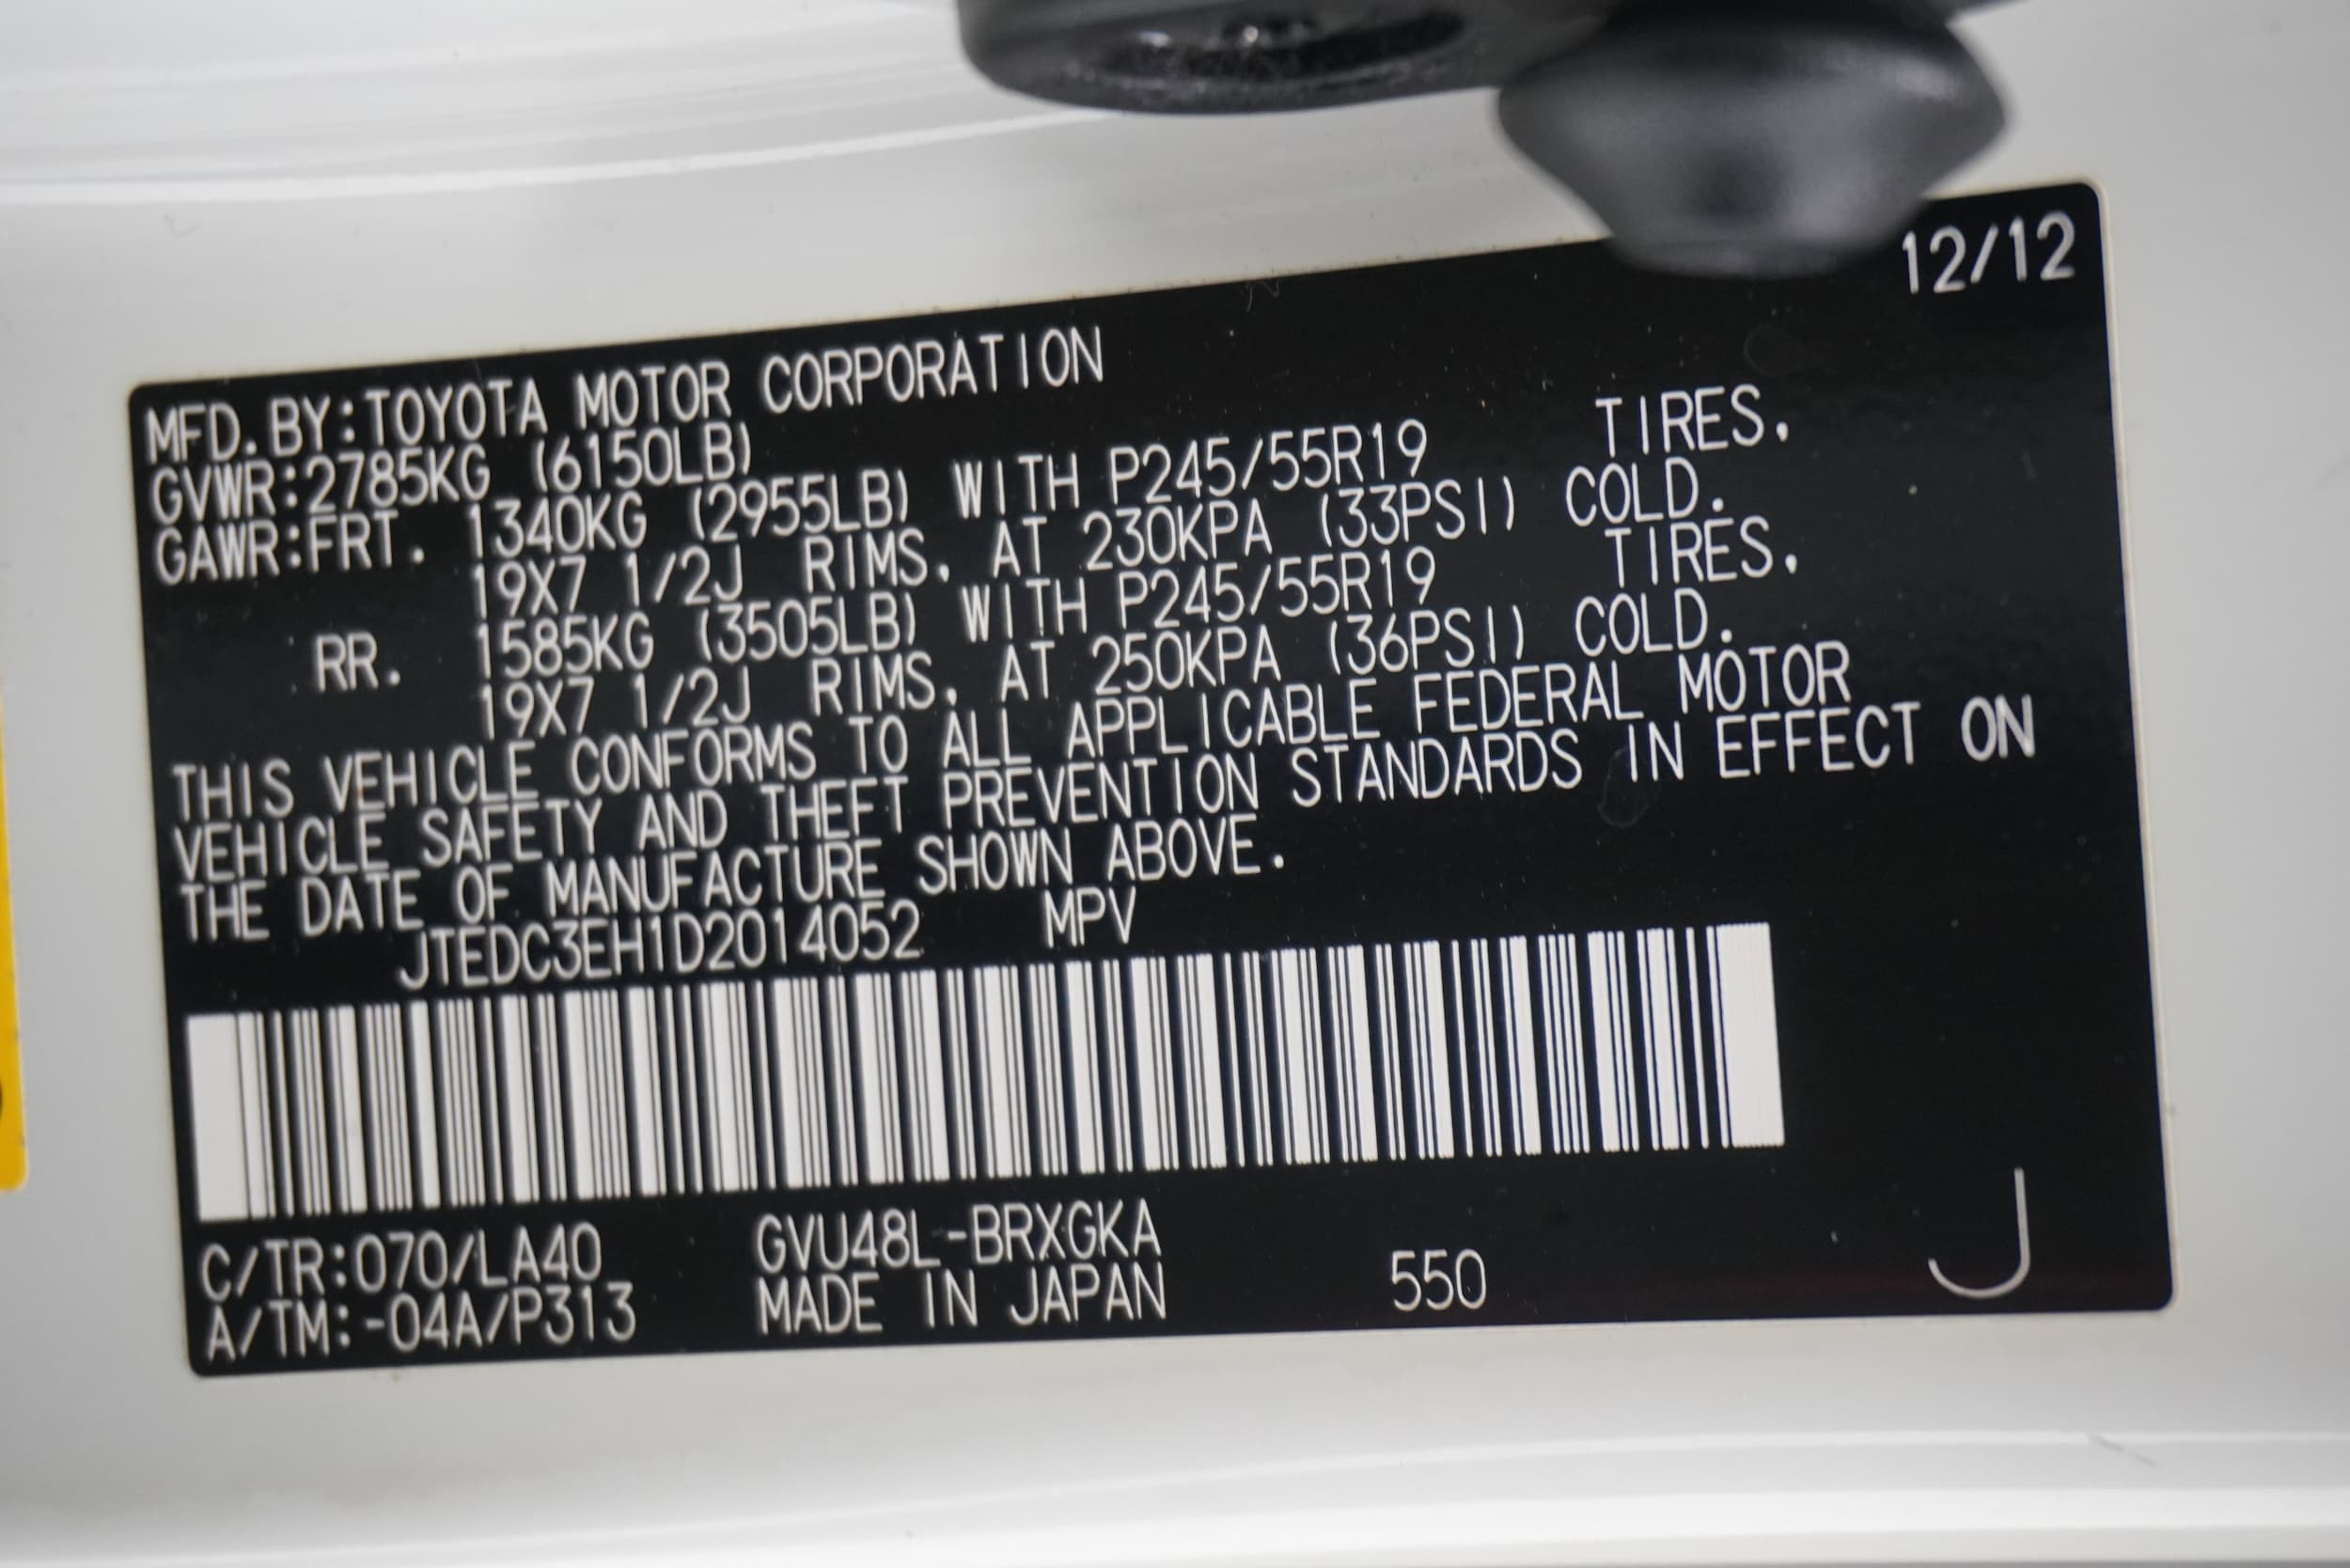 12/12
MFD.BY:TOYOTA MOTOR CORPORATION
GVWR:2785KG (6150LB)
GAWR:FRT. 1340KG (2955LB) WITH P245/55R19 TIRES,
19X7 1/2J RIMS, AT 230KPA (33PSI) COLD.
RR. 1585KG (3505LB) WITH P245/55R19 TIRES,
19X7 1/2J RIMS, AT 250KPA (36PSI) COLD.
THIS VEHICLE CONFORMS TO ALL APPLICABLE FEDERAL MOTOR
VEHICLE SAFETY AND THEFT PREVENTION STANDARDS IN EFFECT ON
THE DATE OF MANUFACTURE SHOWN ABOVE.
JTEDC3EH1D2014052 MPV
C/TR:070/LA40 GVU48L-BRXGKA
A/TM:-04A/P313 MADE IN JAPAN 550 J